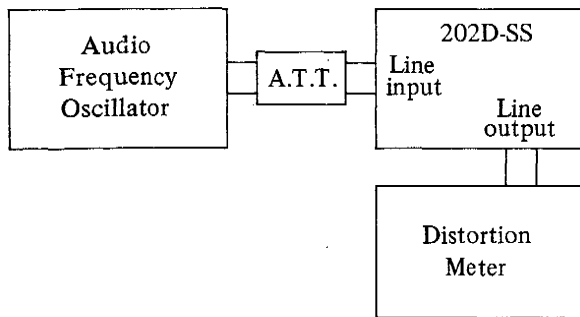 Audio
Frequency
Oscillator
A.T.T.
202D-SS
Line
input
Line
output
Distortion
Meter